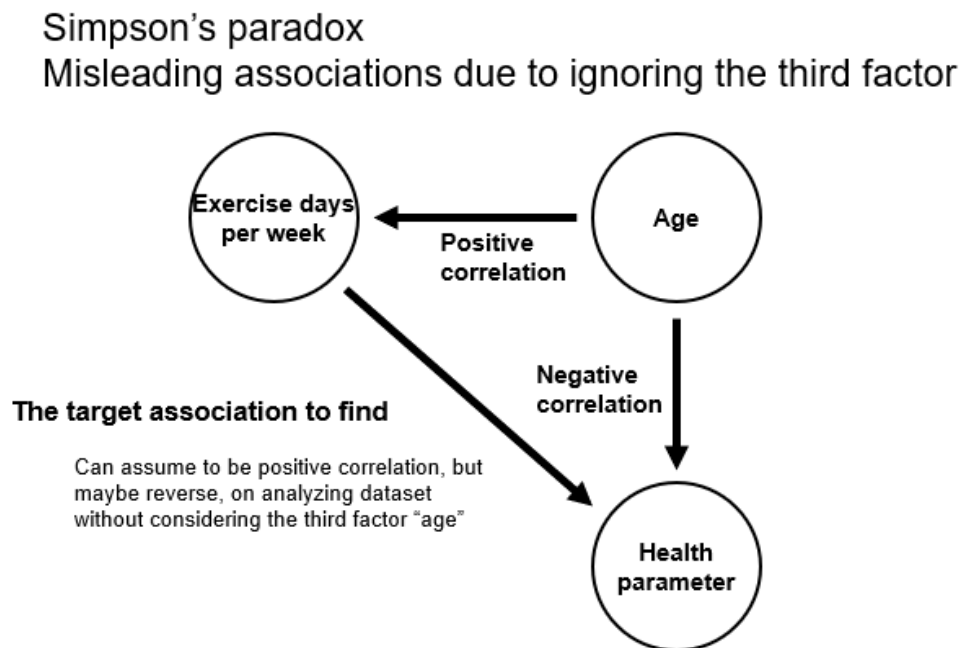 Simpson's paradox
Misleading associations due to ignoring the third factor
Exercise days
per week
Age
Positive
correlation
Negative
correlation
The target association to find
Can assume to be positive correlation, but
maybe reverse, on analyzing dataset
without considering the third factor “age”
Health
parameter